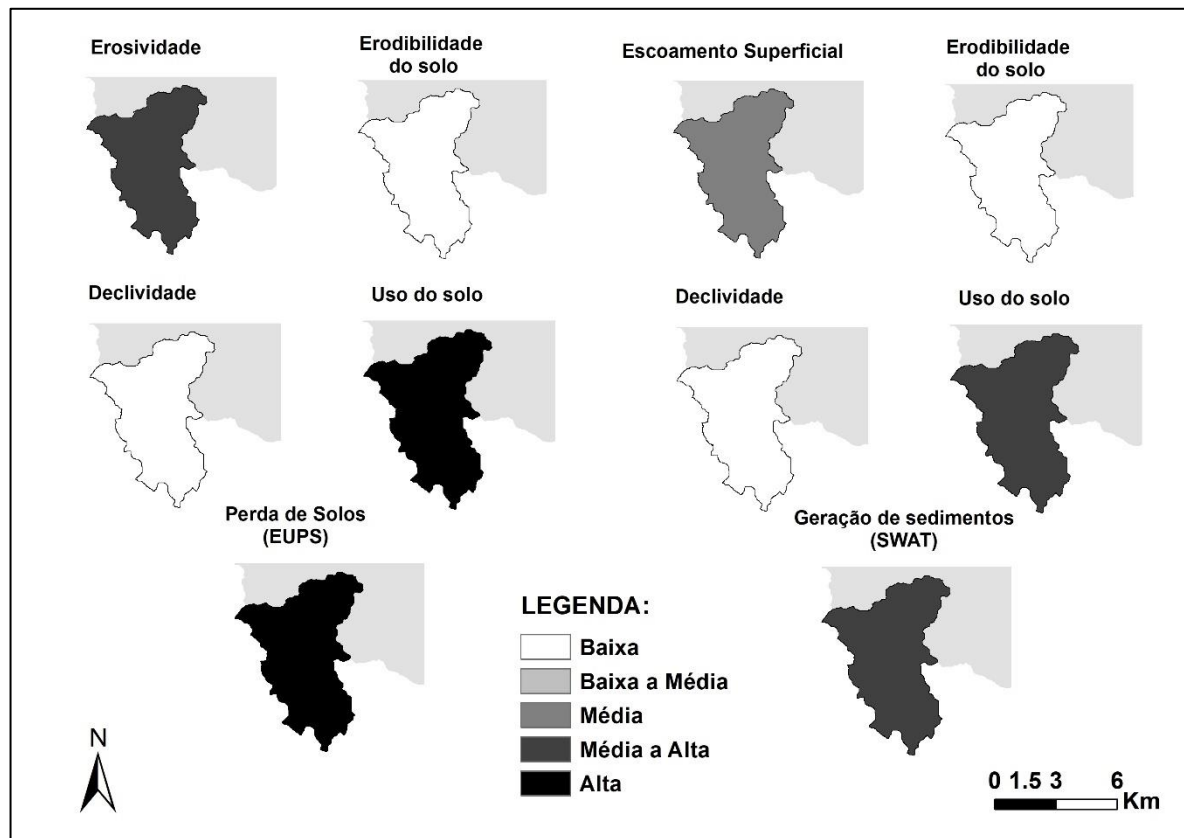 Erosividade
Erodibilidade
do solo
Escoamento Superficial
Erodibilidade
do solo
Declividade
Uso do solo
Declividade
Uso do solo
Perda de Solos
(EUPS)
Geração de sedimentos
(SWAT)
LEGENDA:
Baixa
Baixa a Média
Média
Média a Alta
Alta
N
0 1.5 3 6
Km